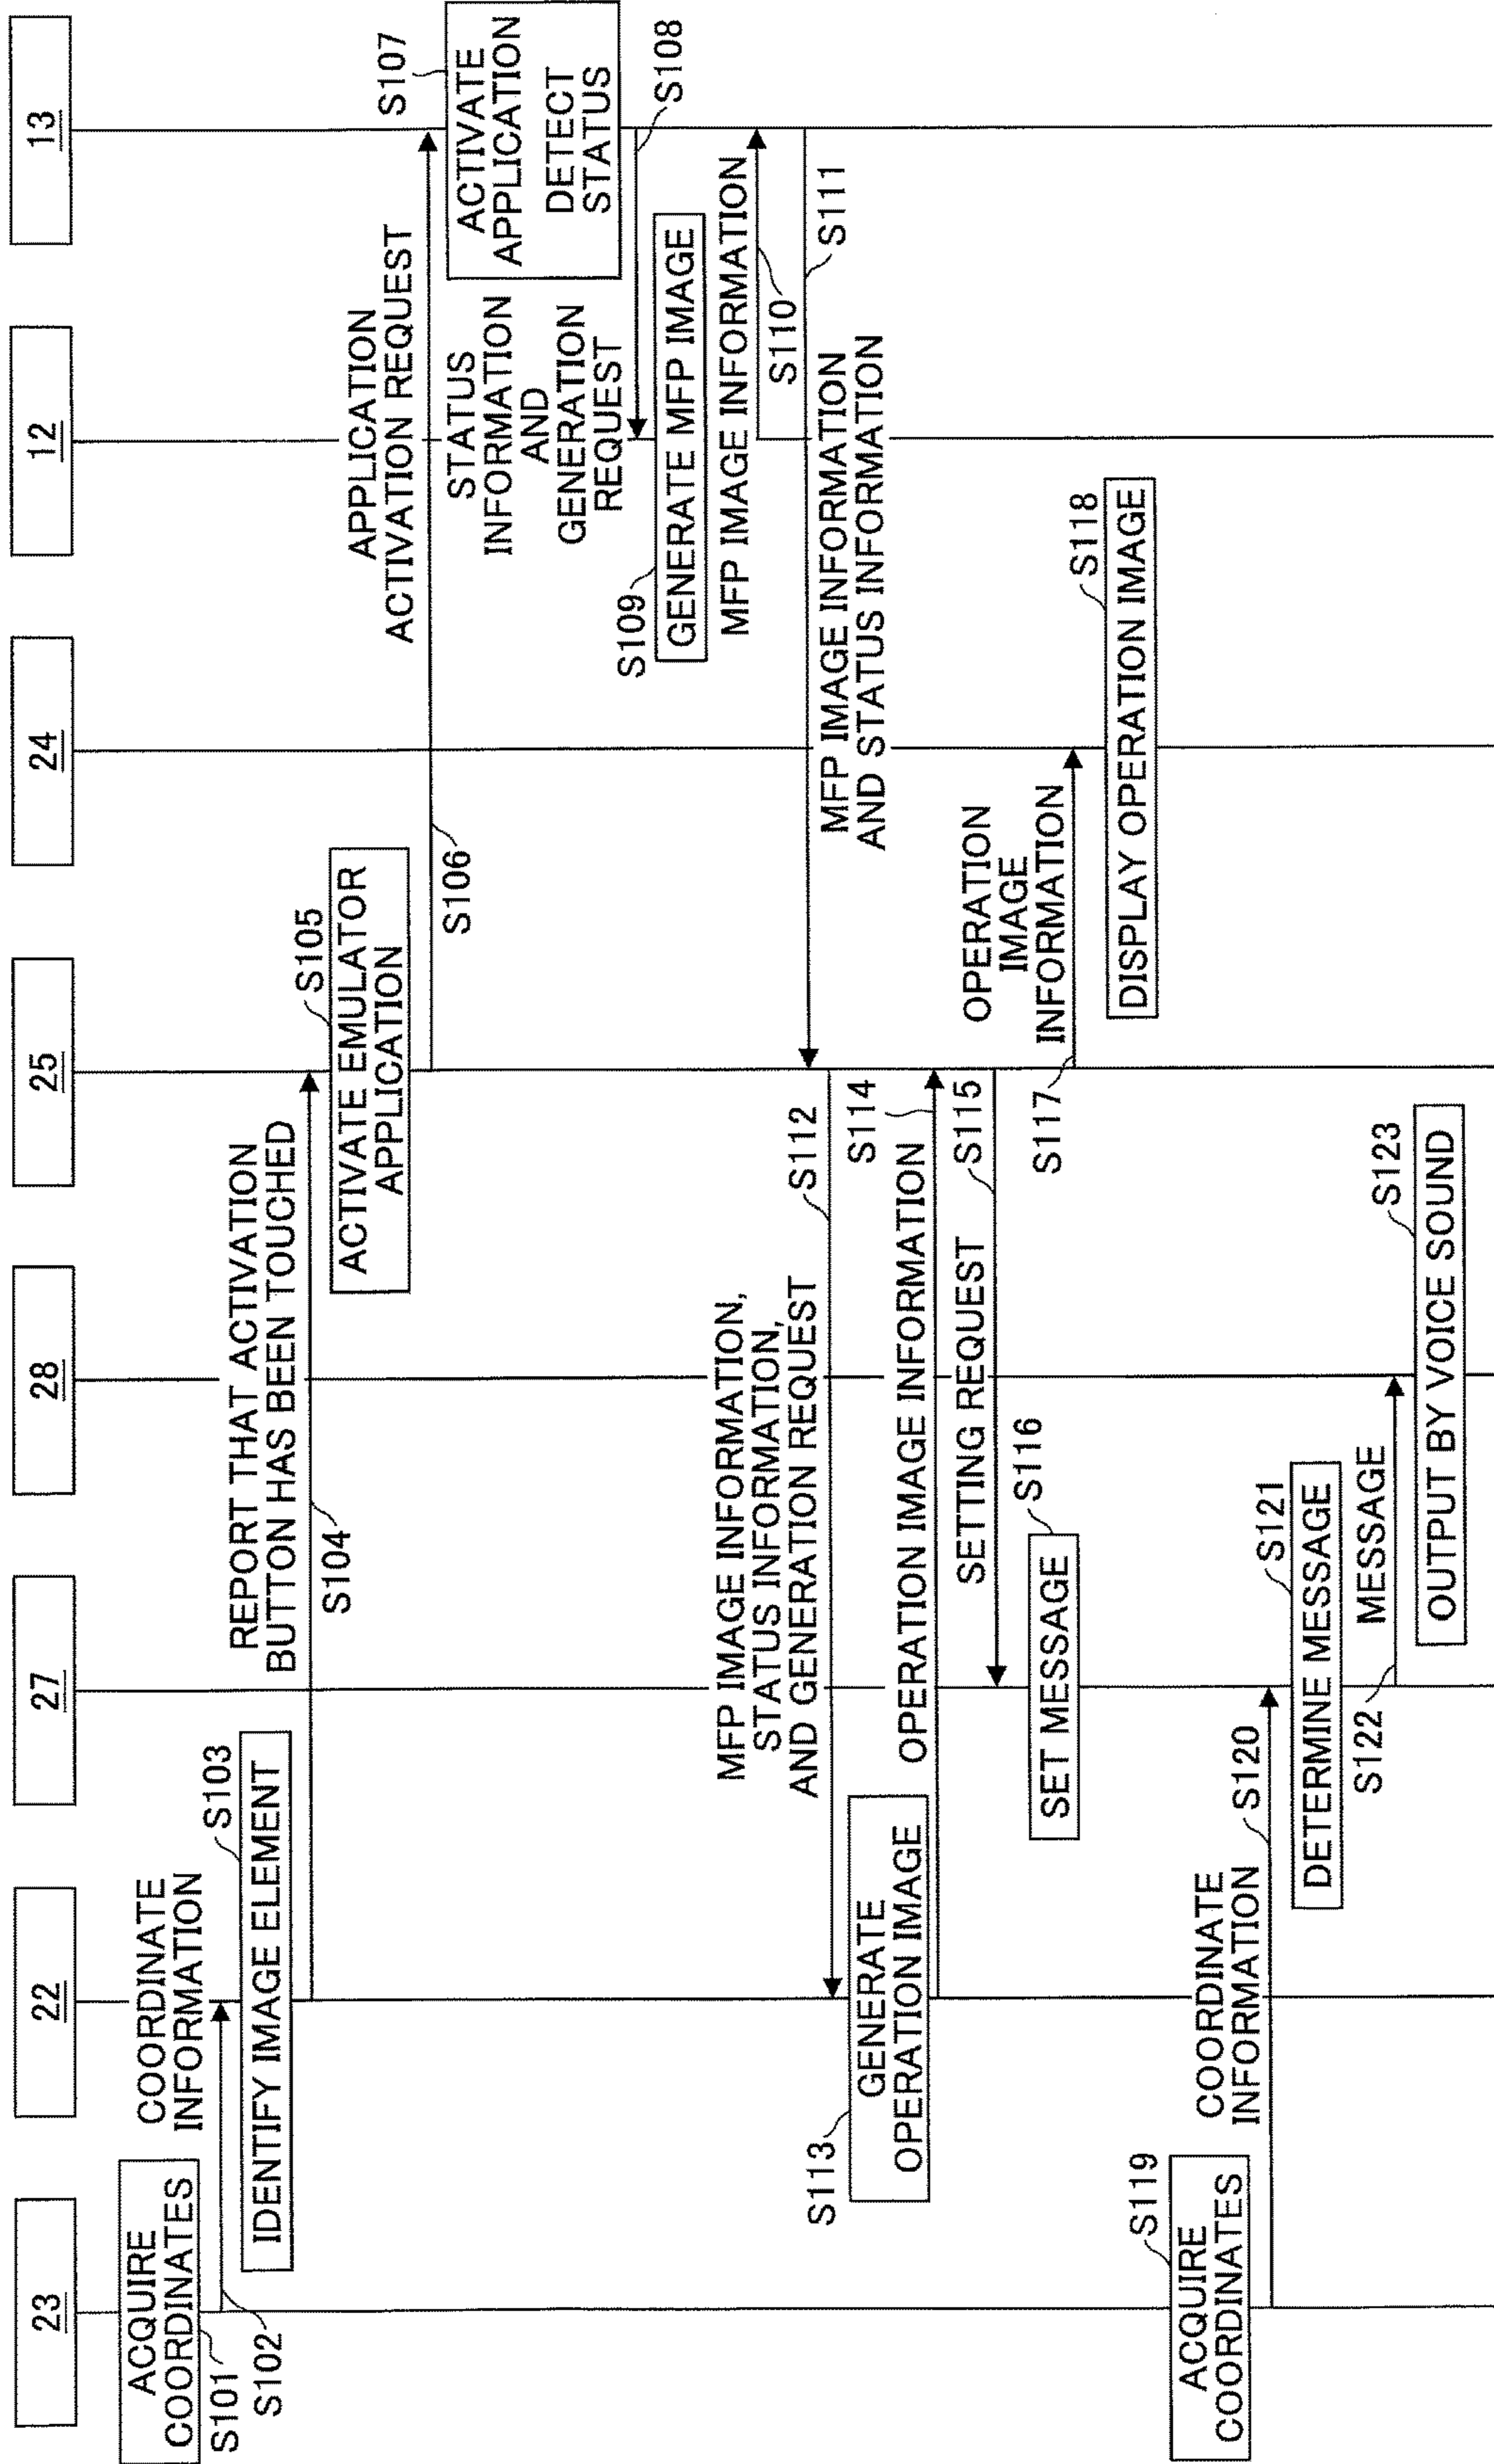 23
22
27
28
25
24
12
13
ACQUIRE
COORDINATES
S101
COORDINATE
INFORMATION
S102
S103
IDENTIFY IMAGE ELEMENT
REPORT THAT ACTIVATION
BUTTON HAS BEEN TOUCHED
S104
S105
ACTIVATE EMULATOR
APPLICATION
APPLICATION
ACTIVATION REQUEST
S106
S107
ACTIVATE
APPLICATION
DETECT
STATUS
STATUS
INFORMATION
AND
GENERATION
REQUEST
S108
S109
GENERATE MFP IMAGE
MFP IMAGE INFORMATION
S110
S111
MFP IMAGE INFORMATION
AND STATUS INFORMATION
MFP IMAGE INFORMATION,
STATUS INFORMATION,
AND GENERATION REQUEST
S112
S113
GENERATE
OPERATION IMAGE
S114
OPERATION IMAGE INFORMATION
S115
SETTING REQUEST
S116
SET MESSAGE
OPERATION
IMAGE
INFORMATION
S117
S118
DISPLAY OPERATION IMAGE
S119
ACQUIRE
COORDINATES
COORDINATE
INFORMATION
S120
S121
DETERMINE MESSAGE
MESSAGE
S122
S123
OUTPUT BY VOICE SOUND